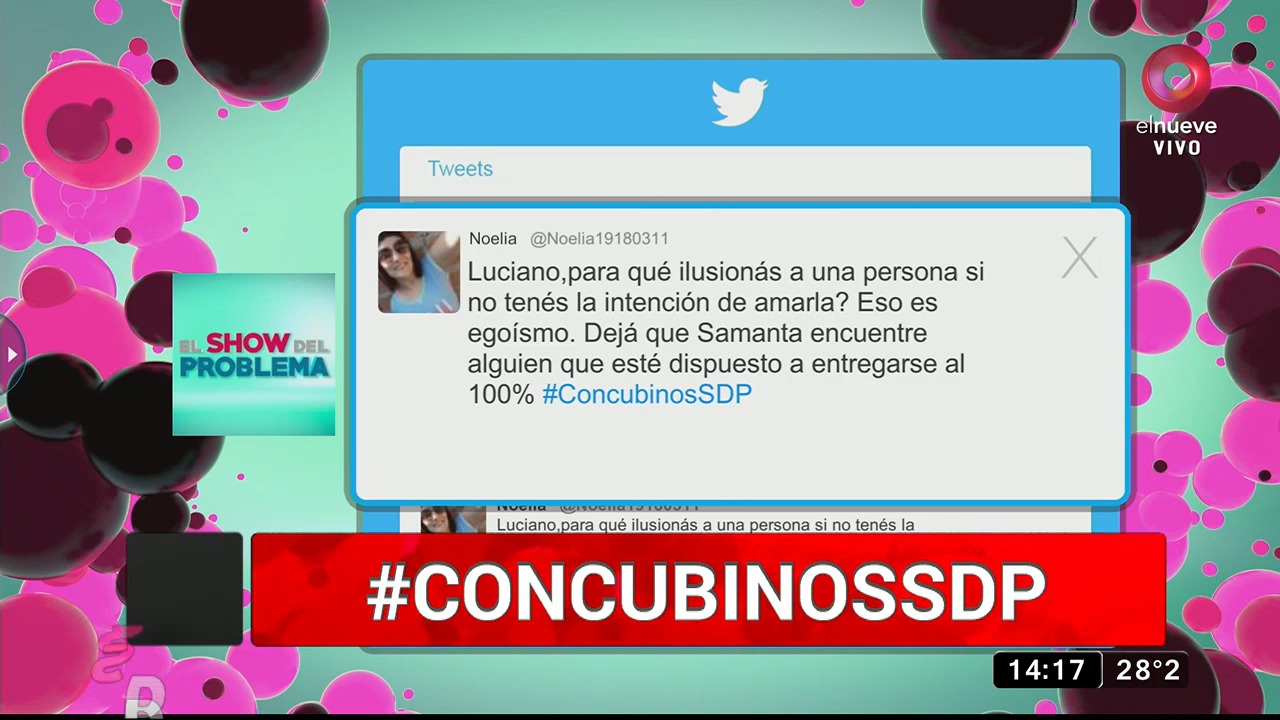 Tweets
elnueve
VIVO
Noelia @Noelia19180311
Luciano,para qué ilusionás a una persona si
no tenés la intención de amarla? Eso es
egoísmo. Dejá que Samanta encuentre
alguien que esté dispuesto a entregarse al
100% #ConcubinosSDP
EL SHOW DEL
PROBLEMA
Noelia @Noelia19180311
Luciano,para qué ilusionás a una persona si no tenés la
#CONCUBINOSSDP
R
14:17 28°2